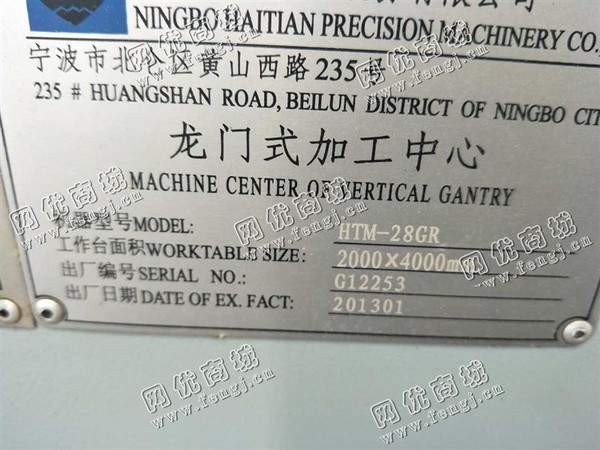 NINGBO HAITIAN PRECISION MACHINERY CO.,
宁波市北仑区黄山西路235号
235 # HUANGSHAN ROAD, BEILUN DISTRICT OF NINGBO CIT
龙门式加工中心
MACHINE CENTER OF VERTICAL GANTRY
机器型号MODEL: HTM-28GR
工作台面积WORKTABLE SIZE: 2000×4000m
出厂编号SERIAL NO.: G12253
出厂日期DATE OF EX. FACT: 201301
网优商城
www.fengj.cn